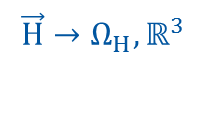 H⃗ → Ω_H, ℝ³